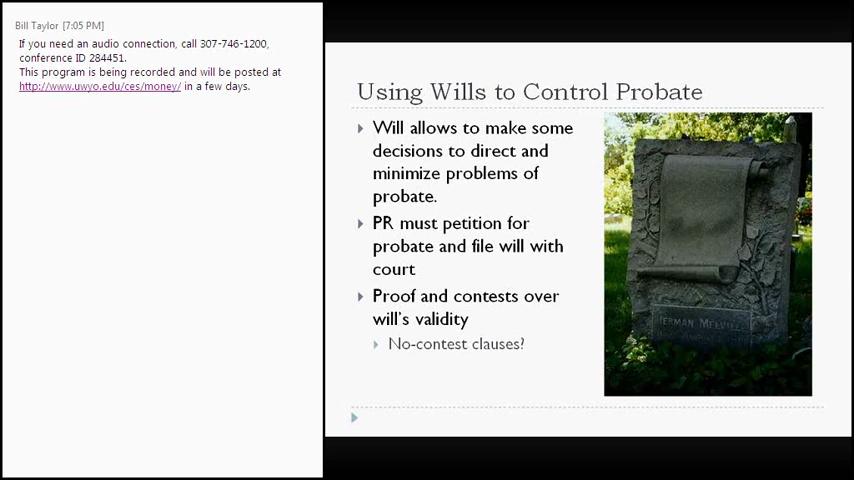 Bill Taylor [7:05 PM]
If you need an audio connection, call 307-746-1200,
conference ID 284451.
This program is being recorded and will be posted at
http://www.uwyo.edu/ces/money/ in a few days.
Using Wills to Control Probate
Will allows to make some
decisions to direct and
minimize problems of
probate.
PR must petition for
probate and file will with
court
Proof and contests over
will's validity
No-contest clauses?
HERMAN MELVILLE